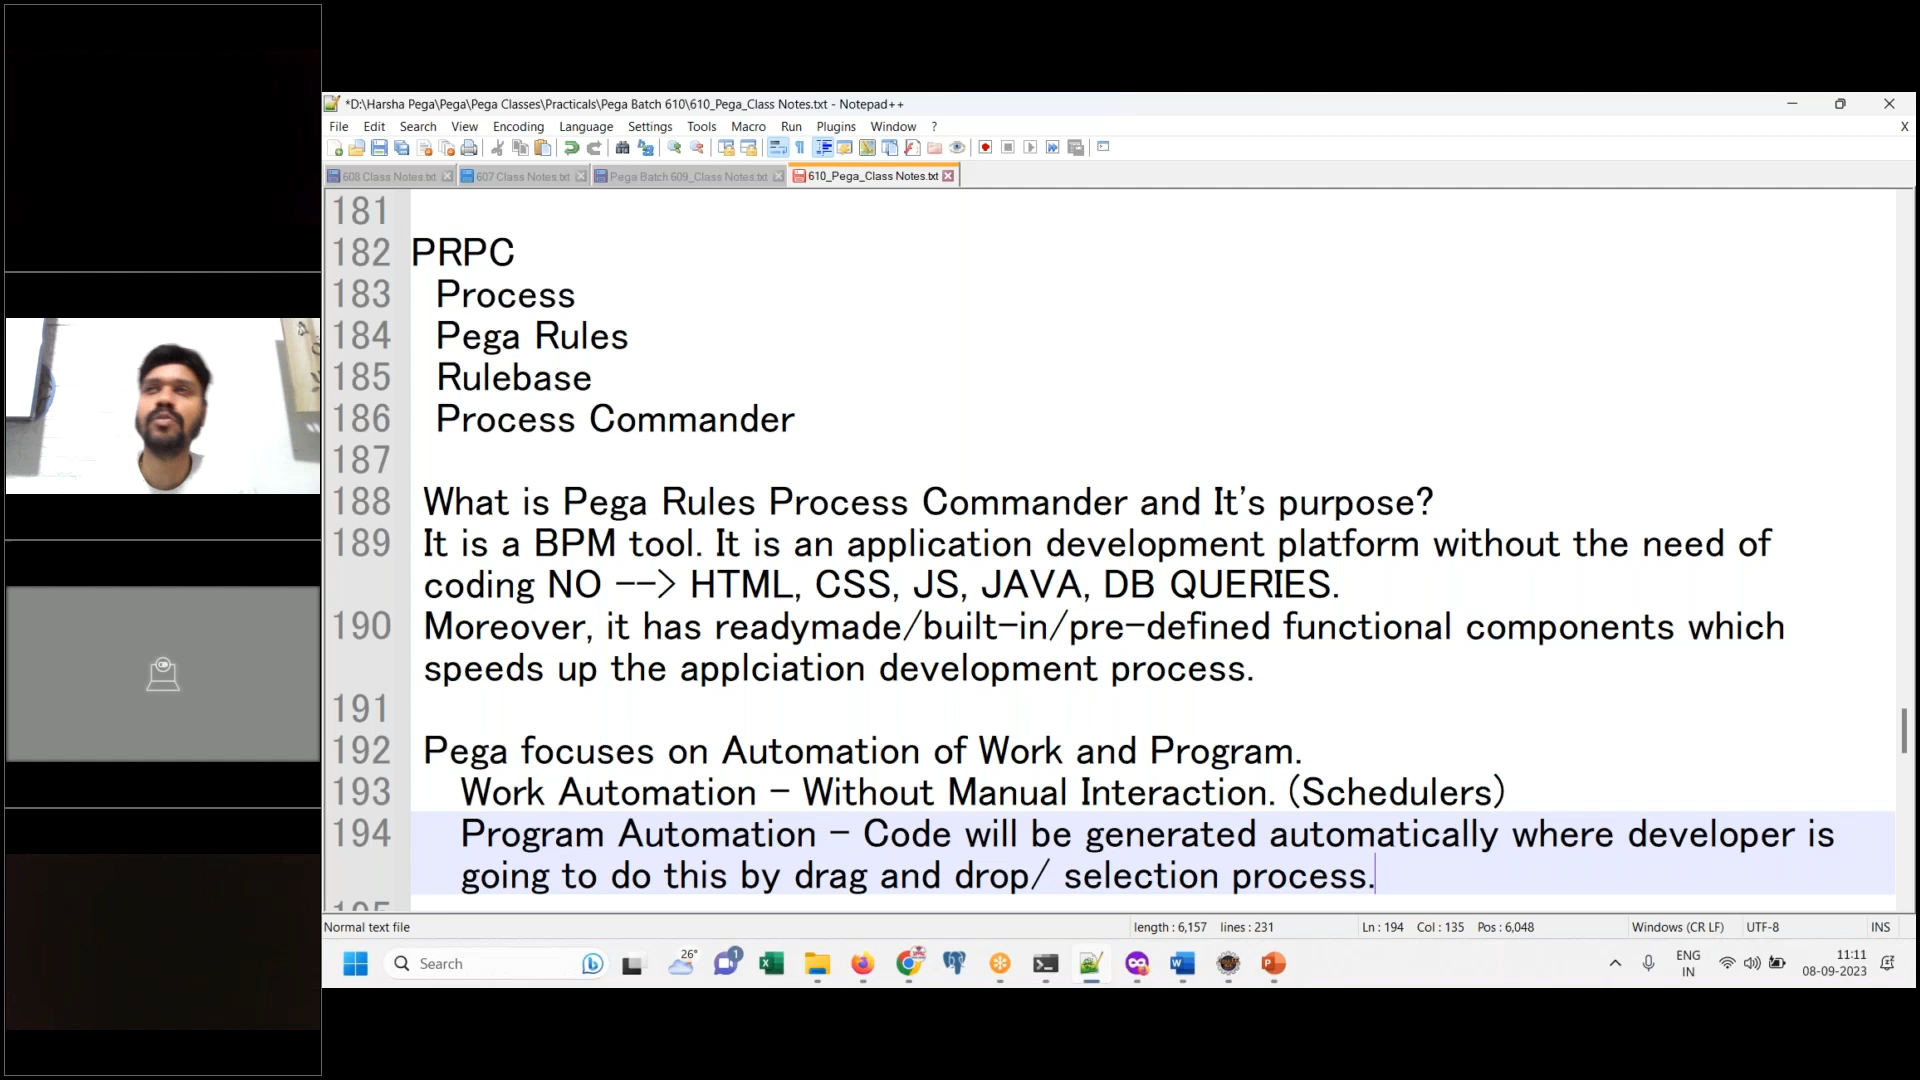 *D:\Harsha Pega\Pega\Pega Classes\Practicals\Pega Batch 610\610_Pega_Class Notes.txt - Notepad++
File Edit Search View Encoding Language Settings Tools Macro Run Plugins Window ? X
608 Class Notes.txt 607 Class Notes.txt Pega Batch 609_Class Notes.txt 610_Pega_Class Notes.txt
181
182 PRPC
183 Process
184 Pega Rules
185 Rulebase
186 Process Commander
187
188 What is Pega Rules Process Commander and It's purpose?
189 It is a BPM tool. It is an application development platform without the need of
coding NO --> HTML, CSS, JS, JAVA, DB QUERIES.
190 Moreover, it has readymade/built-in/pre-defined functional components which
speeds up the applciation development process.
191
192 Pega focuses on Automation of Work and Program.
193 Work Automation - Without Manual Interaction. (Schedulers)
194 Program Automation - Code will be generated automatically where developer is
going to do this by drag and drop/ selection process.
195
Normal text file length : 6,157 lines : 231 Ln : 194 Col : 135 Pos : 6,048 Windows (CR LF) UTF-8 INS
Search 26° 1 ENG 11:11
IN 08-09-2023